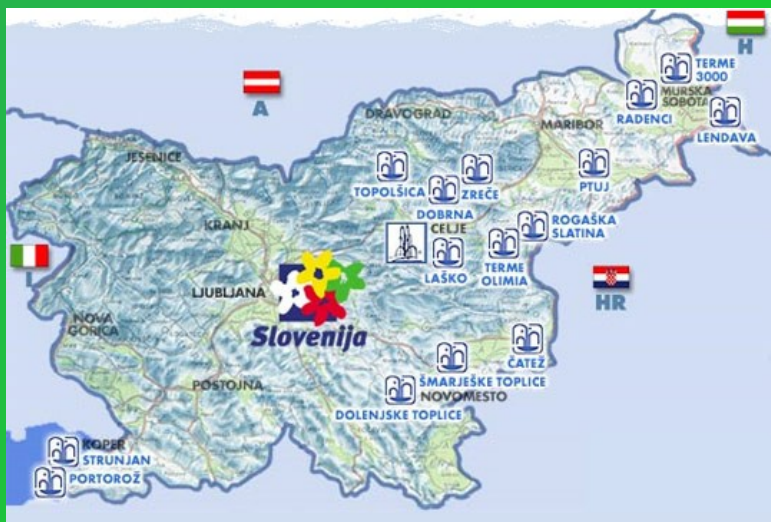 H
TERME
3000
A
MURSKA
SOBOTA
RADENCI
DRAVOGRAD
MARIBOR
LENDAVA
JESENICE
TOPOLŠICA
ZREČE
PTUJ
DOBRNA
KRANJ
CELJE
ROGAŠKA
SLATINA
LAŠKO
TERME
OLIMIA
I
LJUBLJANA
HR
NOVA
GORICA
Slovenija
ČATEŽ
ŠMARJEŠKE TOPLICE
POSTOJNA
NOVOMESTO
DOLENJSKE TOPLICE
KOPER
STRUNJAN
PORTOROŽ